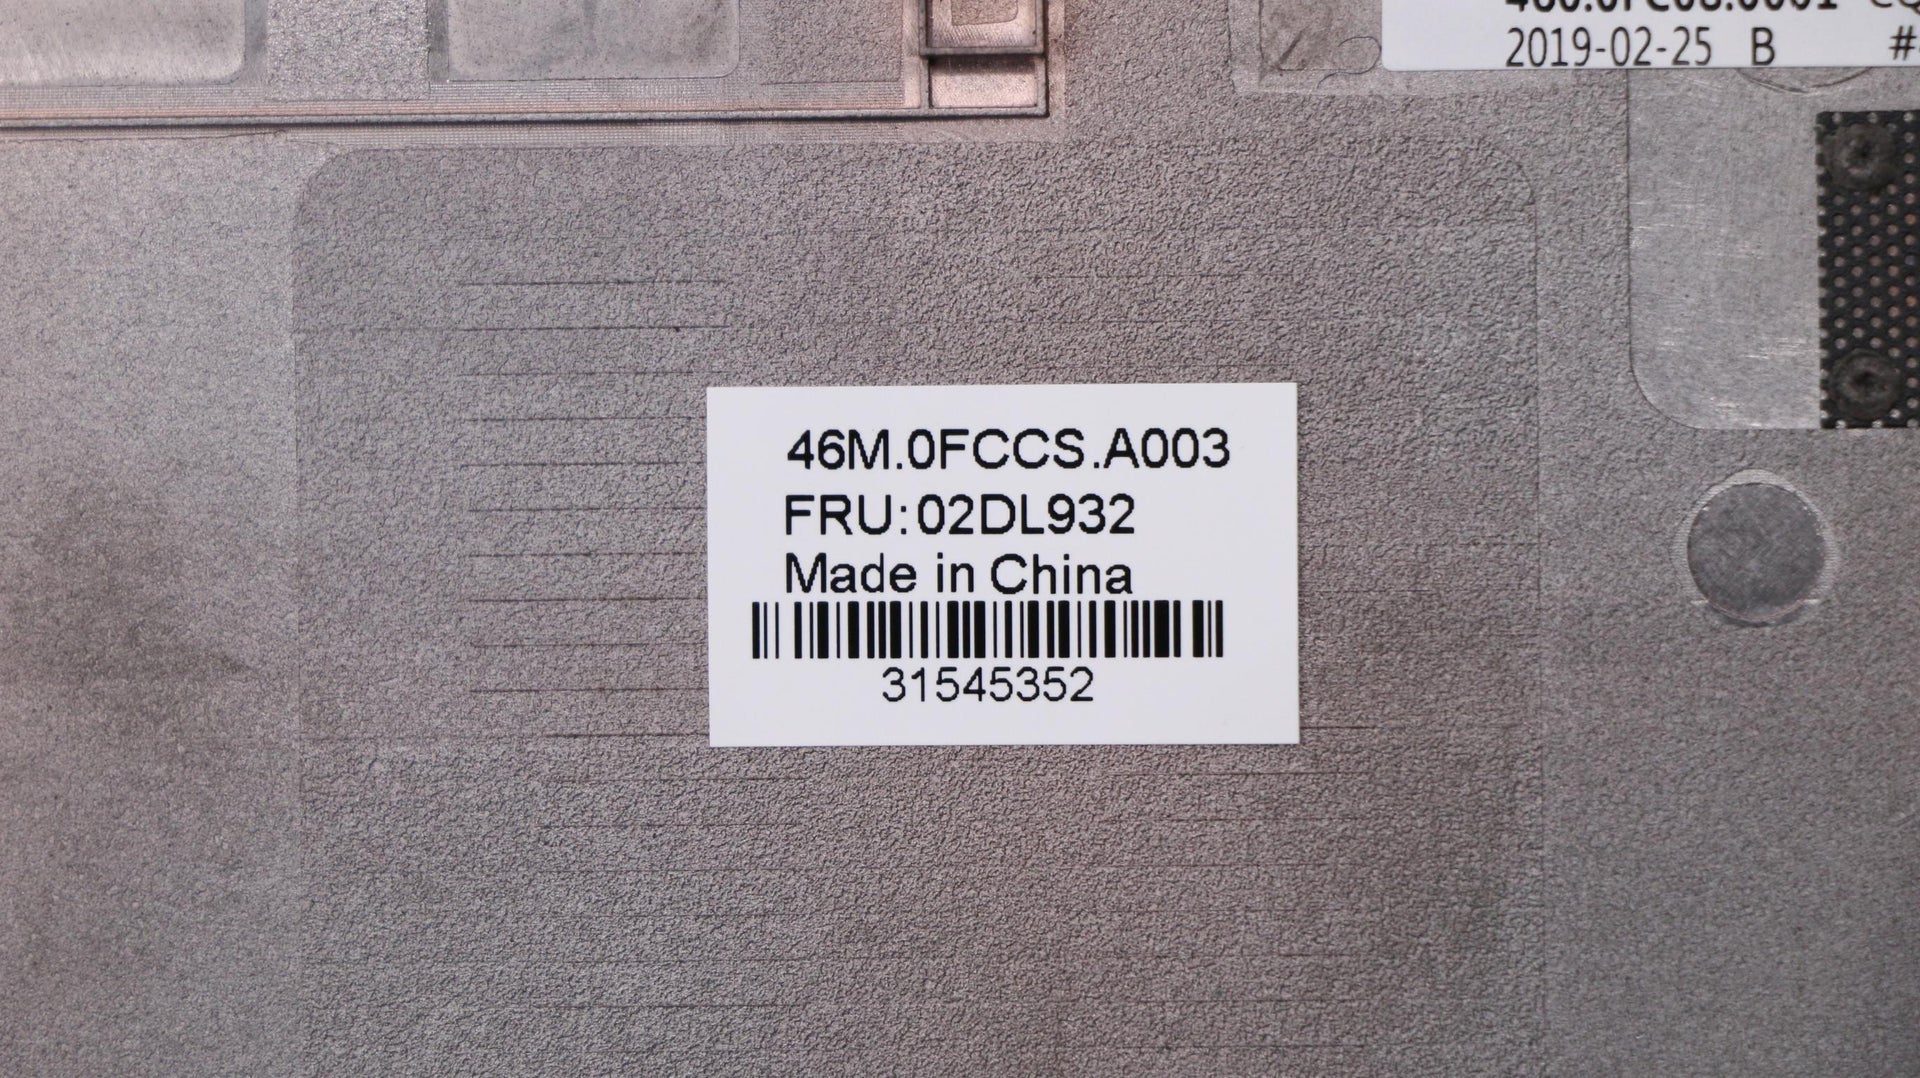 2019-02-25 B #
46M.0FCCS.A003
FRU:02DL932
Made in China
31545352